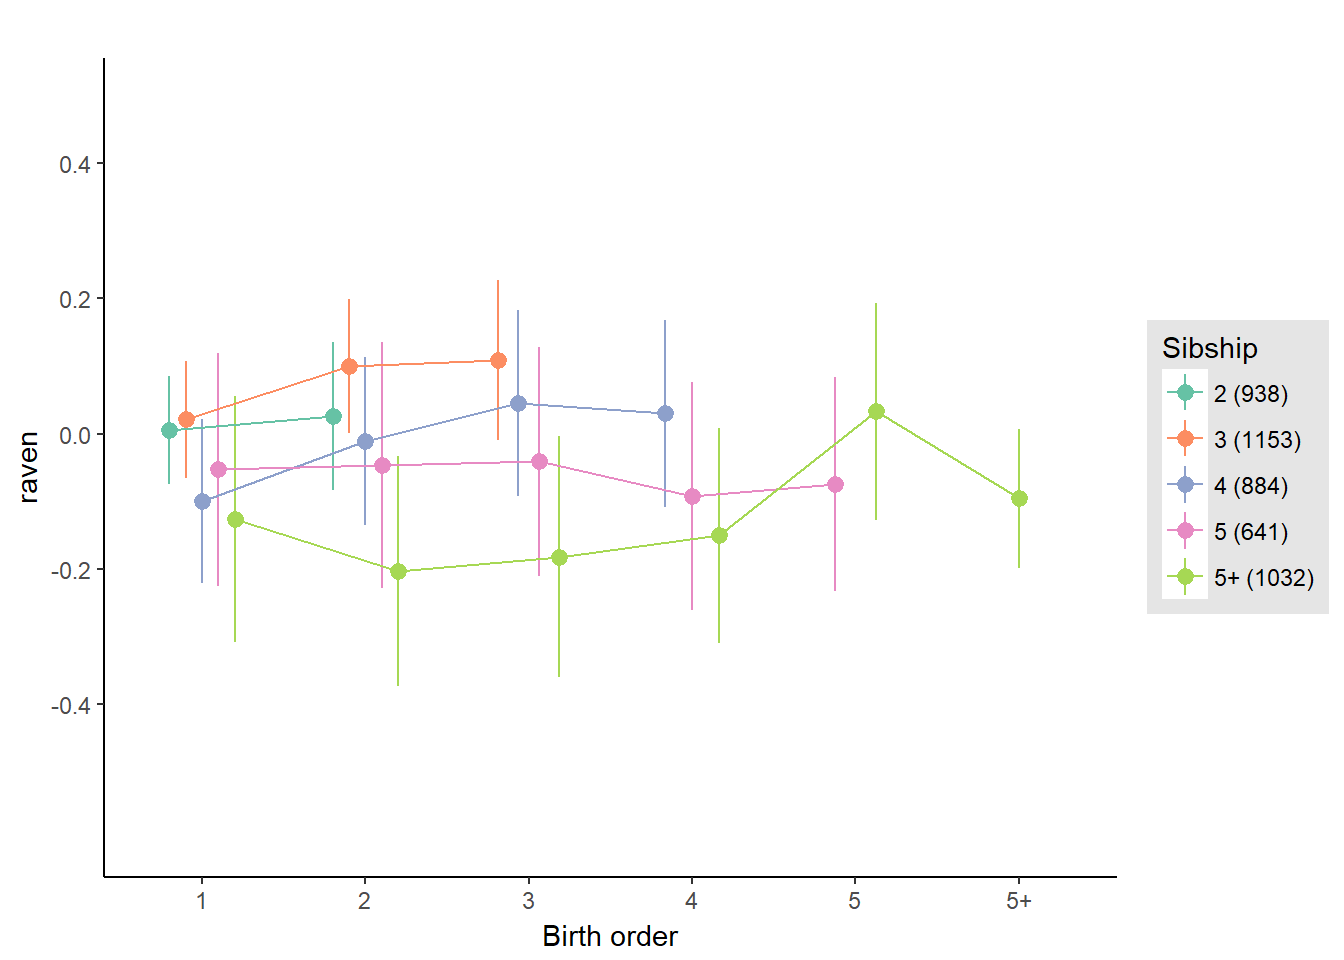 0.4
0.2
0.0
-0.2
-0.4
raven
1 2 3 4 5 5+
Birth order
Sibship
2 (938)
3 (1153)
4 (884)
5 (641)
5+ (1032)